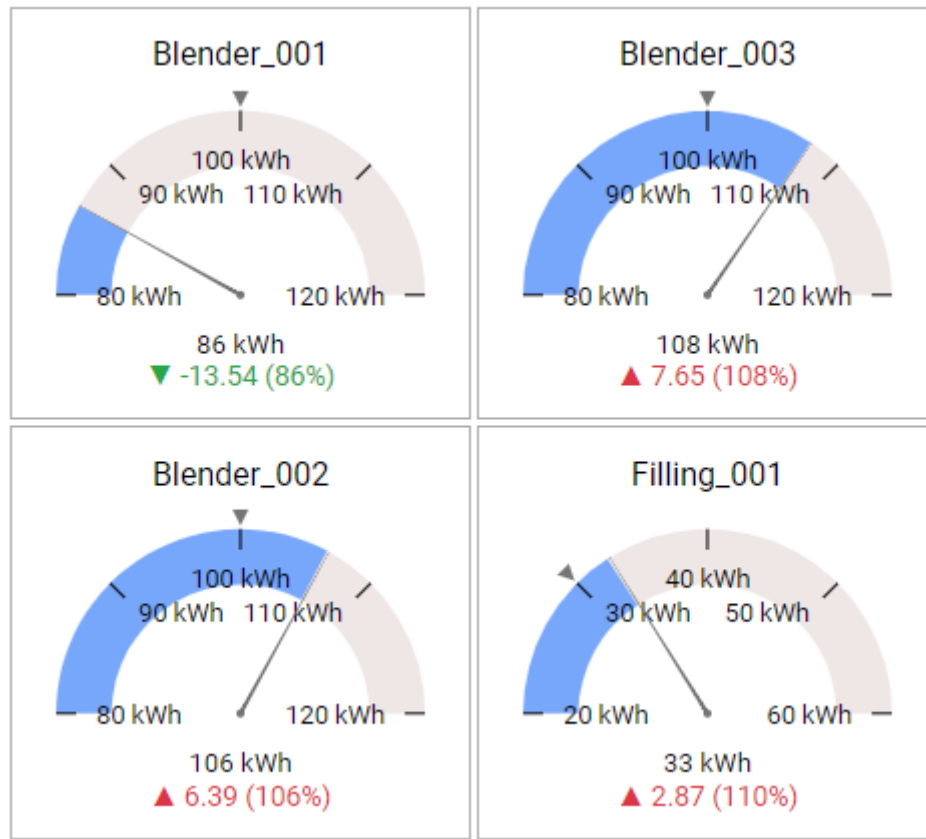 Blender_001
100 kWh
90 kWh 110 kWh
80 kWh 120 kWh
86 kWh
▼ -13.54 (86%)
Blender_003
100 kWh
90 kWh 110 kWh
80 kWh 120 kWh
108 kWh
▲ 7.65 (108%)
Blender_002
100 kWh
90 kWh 110 kWh
80 kWh 120 kWh
106 kWh
▲ 6.39 (106%)
Filling_001
40 kWh
30 kWh 50 kWh
20 kWh 60 kWh
33 kWh
▲ 2.87 (110%)